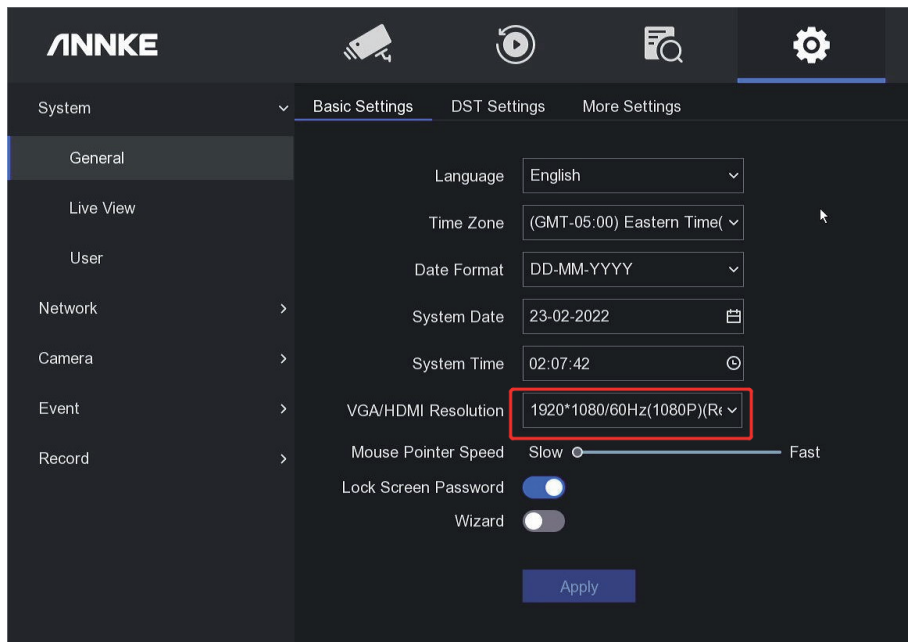 ANNKE
System
General
Live View
User
Network
Camera
Event
Record
Basic Settings DST Settings More Settings
Language English
Time Zone (GMT-05:00) Eastern Time(
Date Format DD-MM-YYYY
System Date 23-02-2022
System Time 02:07:42
VGA/HDMI Resolution 1920*1080/60Hz(1080P)(Re
Mouse Pointer Speed Slow Fast
Lock Screen Password
Wizard
Apply